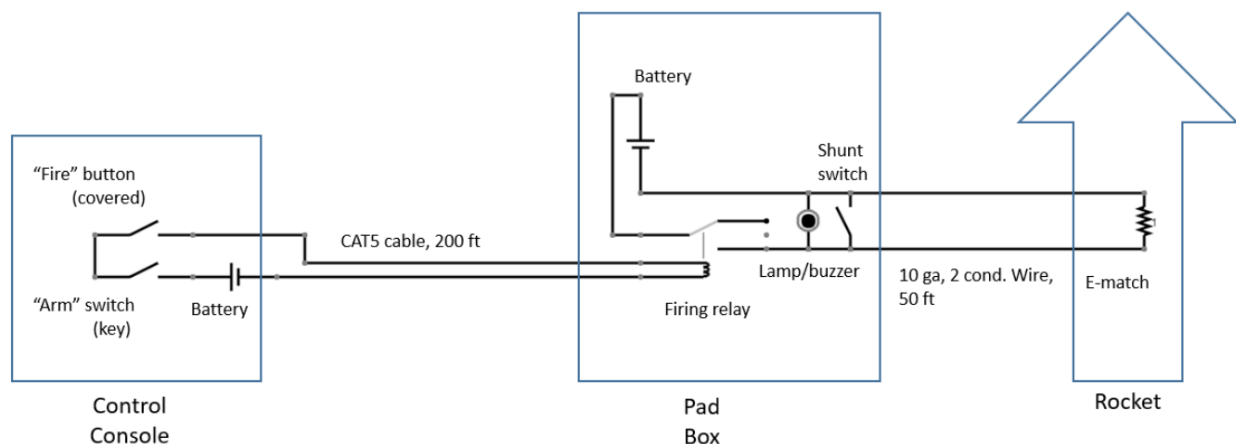 Battery
Shunt
switch
“Fire” button
(covered)
CAT5 cable, 200 ft
Lamp/buzzer
10 ga, 2 cond. Wire,
50 ft
E-match
“Arm” switch
(key)
Battery
Firing relay
Control
Console
Pad
Box
Rocket